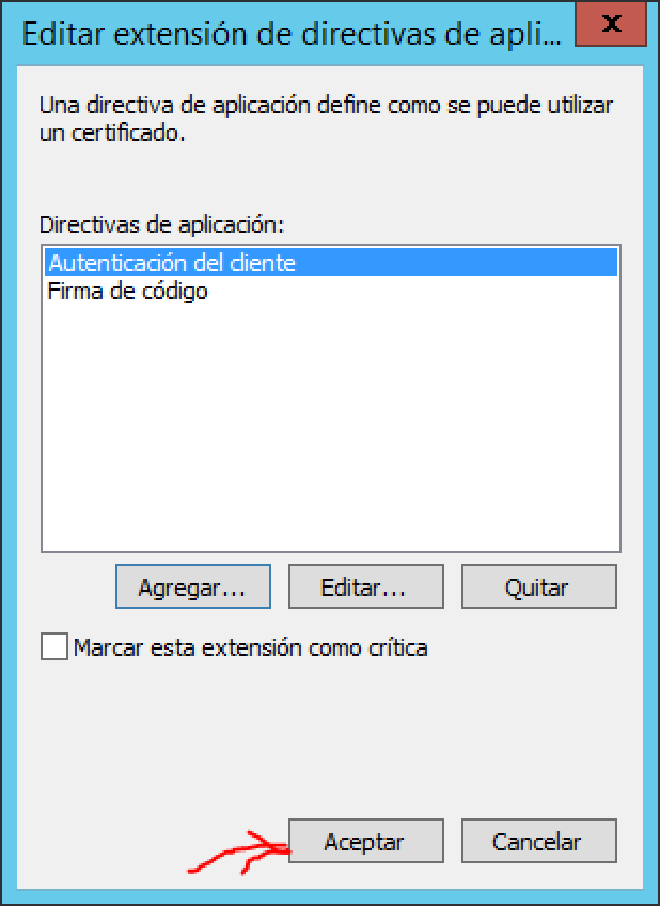 Editar extensión de directivas de apli...
x
Una directiva de aplicación define como se puede utilizar
un certificado.
Directivas de aplicación:
Autenticación del cliente
Firma de código
Agregar...
Editar...
Quitar
Marcar esta extensión como crítica
Aceptar
Cancelar